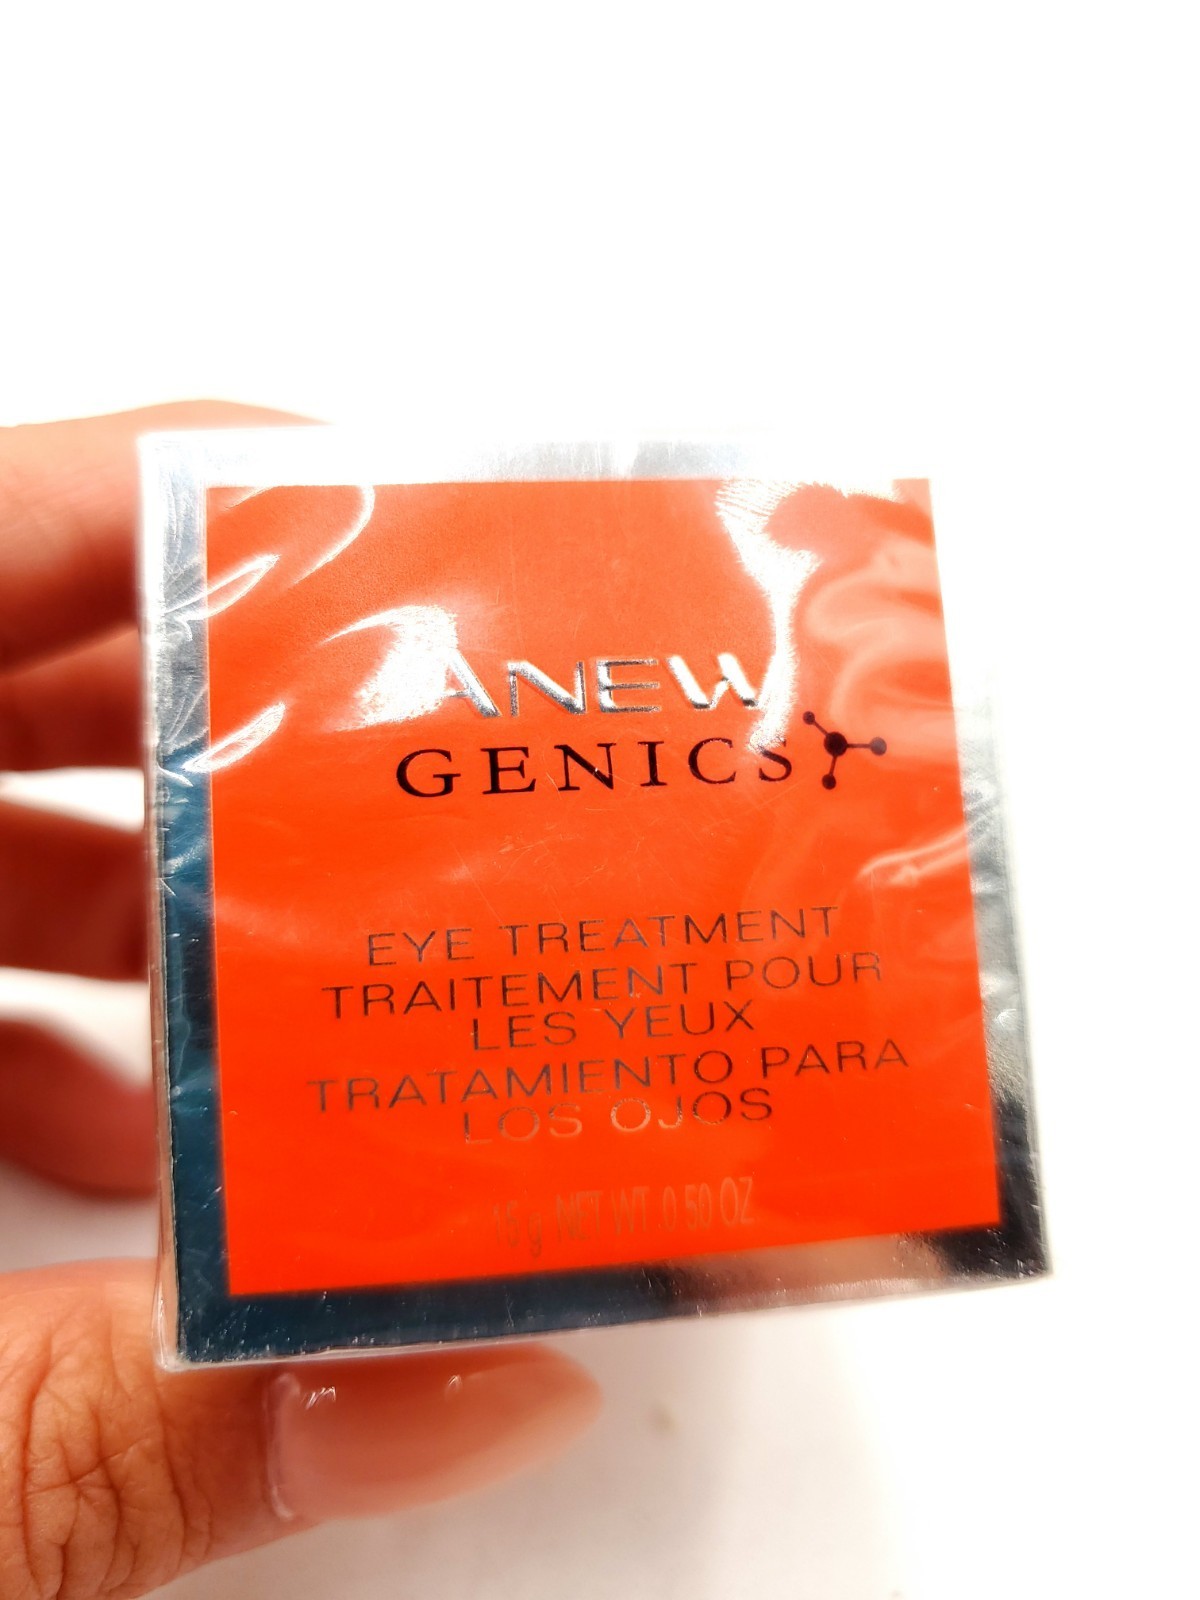 ANEW
GENICS
EYE TREATMENT
TRAITEMENT POUR
LES YEUX
TRATAMIENTO PARA
LOS OJOS
15 g NET WT .0 50 OZ